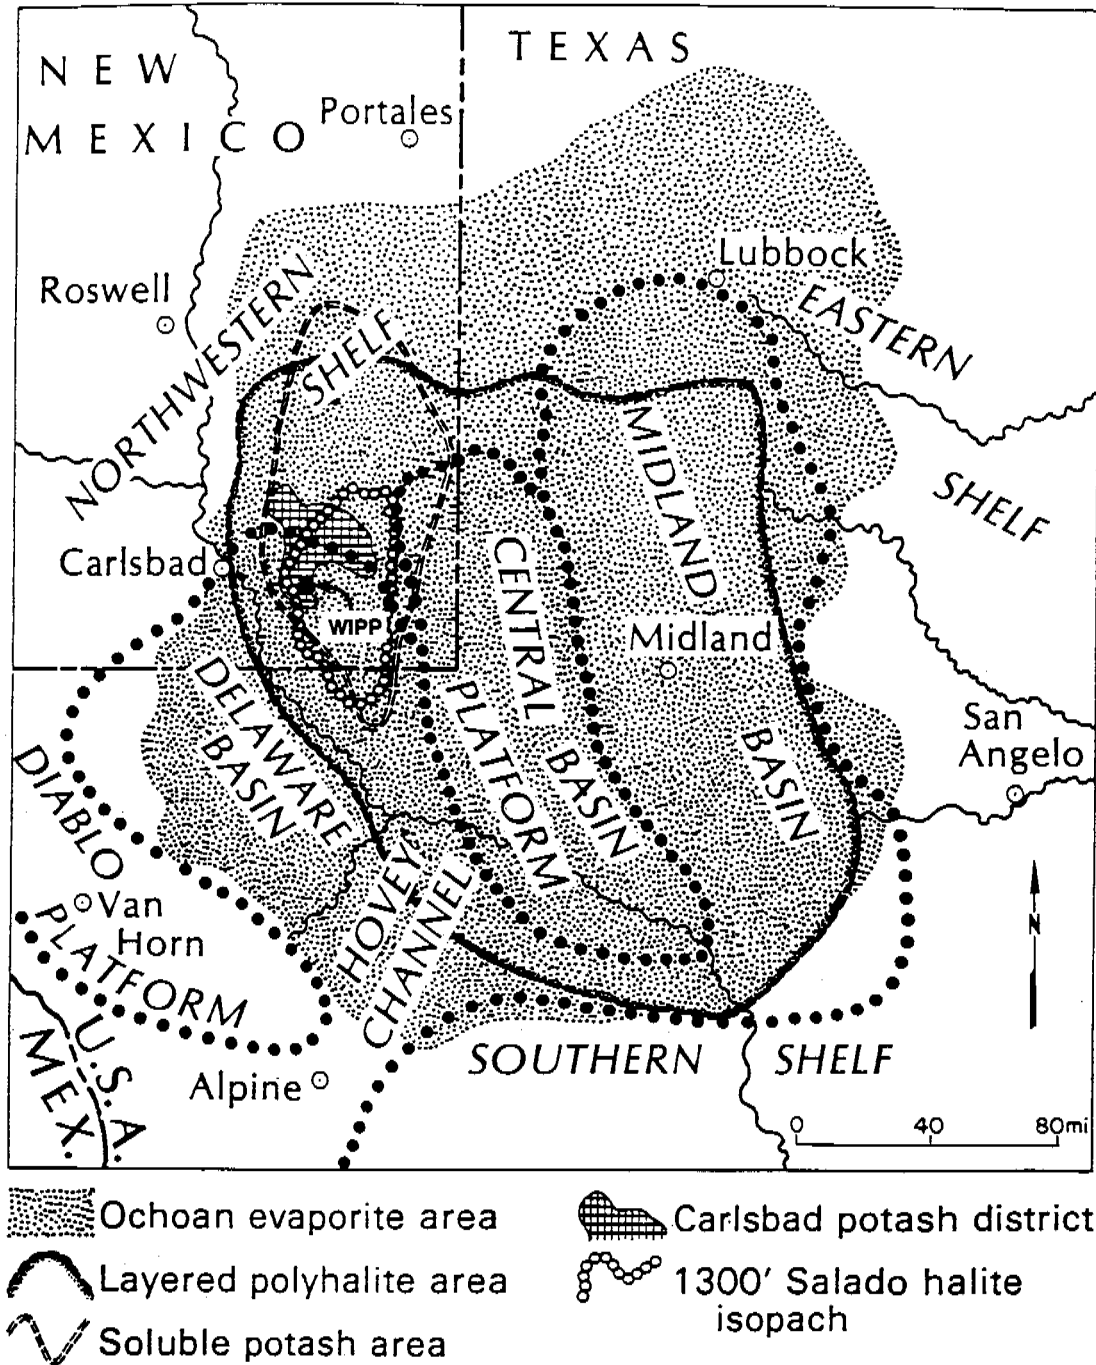 NEW
MEXICO
TEXAS
Portales
Lubbock
Roswell
NORTHWESTERN
SHELF
EASTERN
SHELF
MIDLAND
BASIN
Carlsbad
WIPP
CENTRAL
BASIN
PLATFORM
Midland
DELAWARE
BASIN
San
Angelo
DIABLO
PLATFORM
Van
Horn
HOVEY
CHANNEL
N
U.S.A.
MEX.
Alpine
SOUTHERN SHELF
0 40 80mi
Ochoan evaporite area
Layered polyhalite area
Soluble potash area
Carlsbad potash district
1300' Salado halite
isopach